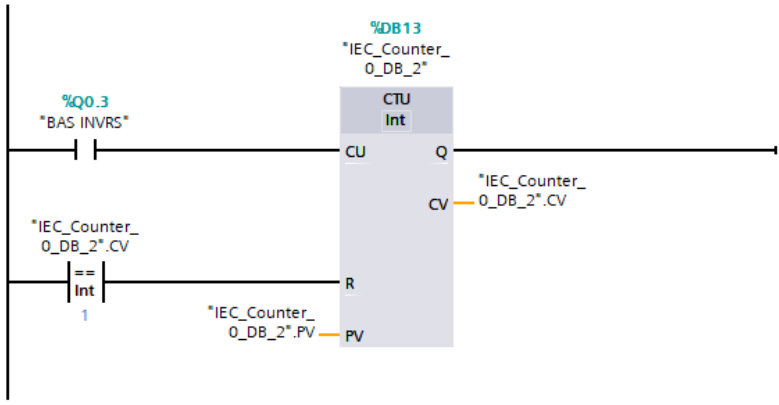 %DB13
"IEC_Counter_
0_DB_2"
CTU
Int
%Q0.3
"BAS INVRS"
CU
Q
"IEC_Counter_
0_DB_2".CV
CV
"IEC_Counter_
0_DB_2".CV
==
Int
1
R
"IEC_Counter_
0_DB_2".PV
PV